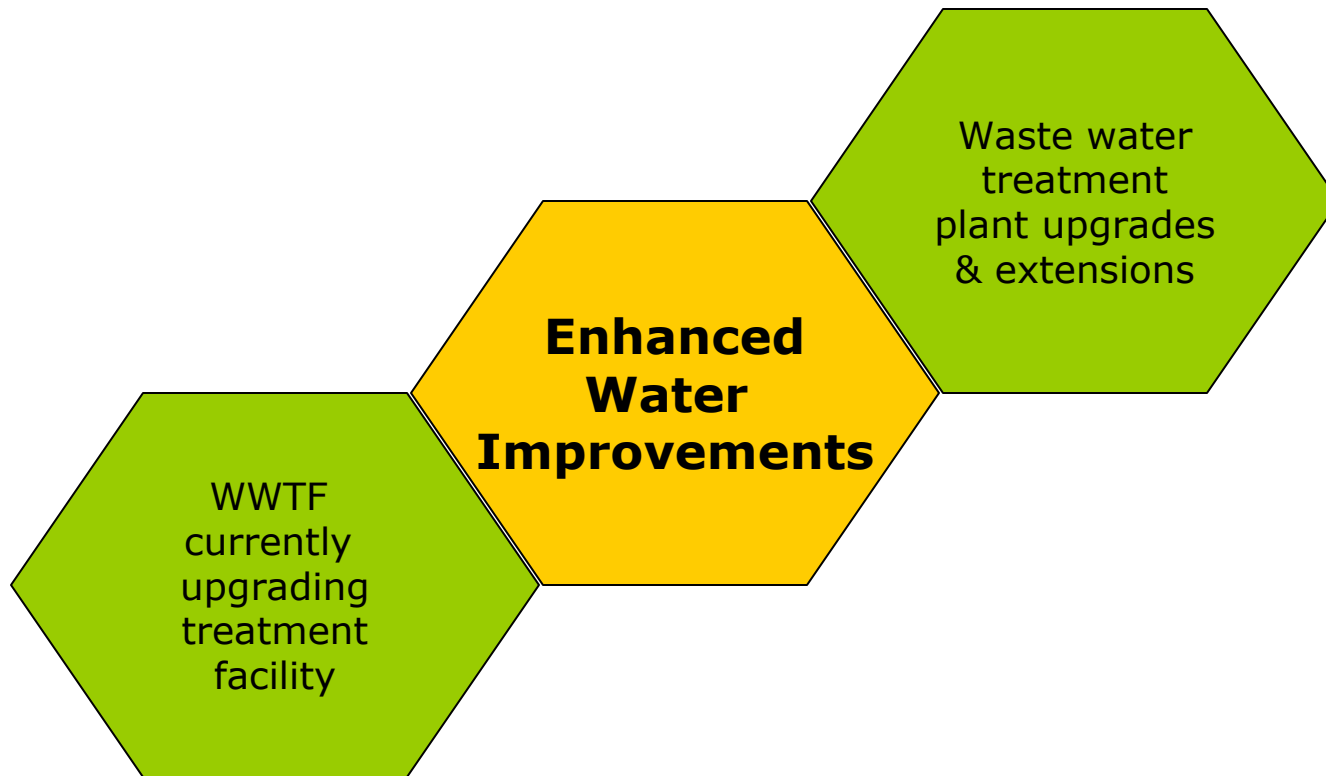 Waste water
treatment
plant upgrades
& extensions
Enhanced
Water
Improvements
WWTF
currently
upgrading
treatment
facility